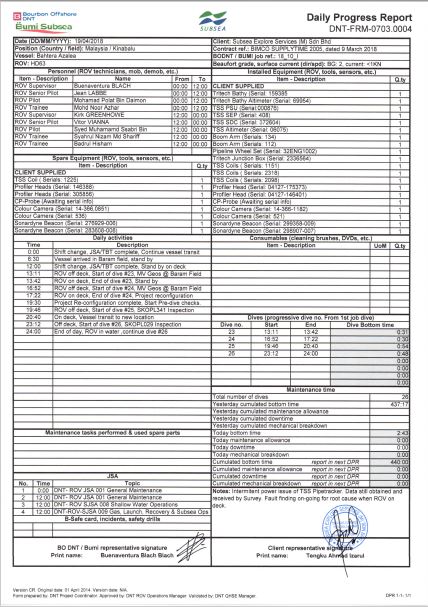 Bourbon Offshore
DNT
Bumi Subsea
SUBSEA
Daily Progress Report
DNT-FRM-0703.0004
Date (DD/MM/YYYY): 19/04/2018
Client: Subsea Explore Services (M) Sdn Bhd
Position (Country / field): Malaysia / Kinabalu
Contract ref.: BIMCO SUPPLYTIME 2005, dated 9 March 2018
Vessel: Bahtera Azalea
BODNT / BUMI job ref.: 18_10_I
ROV: HD63
Beaufort grade, surface current (dir/spd): BG: 2, current: <1KN
Personnel (ROV technicians, mob, demob, etc.)
Installed Equipment (ROV, tools, sensors, etc.)
Item - Description Name From To
Item - Description Q.ty
ROV Supervisor Buenaventura Blach 00:00 12:00
CLIENT SUPPLIED
ROV Senior Pilot Jean LABBE 00:00 12:00
Tritech Bathy (Serial: 159385 1
ROV Pilot Mohamad Polat Bin Daimon 00:00 12:00
Tritech Bathy Altimeter (Serial: 69954) 1
ROV Trainee Mohd Noor Azhar 00:00 12:00
ROV Supervisor Kirk GREENHOWE 12:00 00:00
TSS SEP (Serial: 408) 1
ROV Senior Pilot Vitor VIANNA 12:00 00:00
TSS SDC (Serial: 372604) 1
ROV Pilot Syed Muhamamd Seabri Bin 12:00 00:00
TSS Altimeter (Serial: 06075) 1
ROV Trainee Syahrul Nizam Md Shariff 12:00 00:00
Boom Arm (Serial: 134) 1
ROV Trainee Badrul Hisham 12:00 00:00
Boom Arm (Serial: 112) 1
Pipeline Wheel Set (Serial: 32ENG1002) 1
Spare Equipment (ROV, tools, sensors, etc.)
Tritech Junction Box (Serial: 2336564) 1
Item - Description Q.ty
TSS Coils (Serial: 1151) 1
CLIENT SUPPLIED
TSS Coils (Serial: 2318) 1
TSS Coil ( Serials: 1225) 1
TSS Coils (Serial: 2098) 1
Profiler Heads (Serial: 146388) 1
Profiler Head (Serial: 04127-175373) 1
Profiler Heads (Serial: 305856) 1
Profiler Head (Serial: 04127-146401) 1
CP-Probe (Awaiting serial info) 1
CP-Probe (Awaiting serial info) 1
Colour Camera (Serial: 14-366,0851) 1
Colour Camera (Serial: 14-366-1182) 1
Colour Camera (Serial: 536) 1
Colour Camera (Serial: 521) 1
Sonardyne Beacon (Serial: 276929-006) 1
Sonardyne Beacon (Serial: 299358-009) 1
Sonardyne Beacon (Serial: 283608-008) 1
Sonardyne Beacon (Serial: 298907-007) 1
Daily activities
Consumables (cleaning brushes, DVDs, etc.)
Time Description
Item - Description UoM Q.ty
0:00 Shift change, JSA/TBT complete, Continue vessel transit
6:30 Vessel arrived in Baram field, stand by
12:00 Shift change, JSA/TBT complete, Stand by on deck
13:11 ROV off deck, Start of dive #23, MV Geos @ Baram Field
13:42 ROV on deck, End of dive #23, Stand by
16:52 ROV off deck, Start of dive #24, MV Geos @ Baram Field
17:22 ROV on deck, End of dive #24, Project reconfiguration
19:30 Project Re-configuration complete, Start Pre-dive checks.
19:46 ROV off deck, Start of dive #25, SKOPL341 Inspection
20:40 On deck, Vessel transit to new location
Dives (progressive dive no. From 1st job dive)
23:12 Off deck, Start of dive #26, SKOPL029 Inspection
Dive no. Start End Dive Bottom time
24:00 End of day, ROV in water ,continue dive #26
23 13:11 13:42 0:31
24 16:52 17:22 0:30
25 19:46 20:40 0:54
26 23:12 24:00 0:48
0:00
0:00
0:00
Maintenance time
Total number of dives 26
Yesterday cumulated bottom time 437:17
Yesterday cumulated maintenance allowance
Yesterday cumulated downtime
Yesterday cumulated mechanical breakdown
Maintenance tasks performed & used spare parts
Today bottom time 2:43
Today maintenance allowance 0:00
Today downtime 0:00
Today mechanical breakdown 0:00
Cumulated bottom time report in next DPR 440:00
Cumulated maintenance allowance report in next DPR 0:00
Cumulated downtime report in next DPR 0:00
JSA
Cumulated mechanical breakdown report in next DPR 0:00
No. Time Topic
Notes: Intermittent power issue of TSS Pipetracker. Data still obtained and received by Survey. Fault finding on-going for root cause when ROV on deck.
1 0:00 DNT- ROV JSA 001 General Maintenance
2 12:00 DNT- ROV JSA 001 General Maintenance
3 12:00 DNT- ROV SJSA 008 Shallow Water Operations
4 12:00 DNT-ROV-SJSA 009 Gas, Launch, Recovery & Subsea Ops
B-Safe card, incidents, safety drills
BO DNT / Bumi representative signature
Print name: Buenaventura Blach Blach
Client representative signature
Print name: Tengku Ahmad Izarul
Version CR. Original date: 01 April 2014. Version date: N/A.
Form prepared by: DNT Project Coordinator. Approved by: DNT ROV Operations Manager. Validated by: DNT QHSE Manager.
DPR 1-1- 1/1